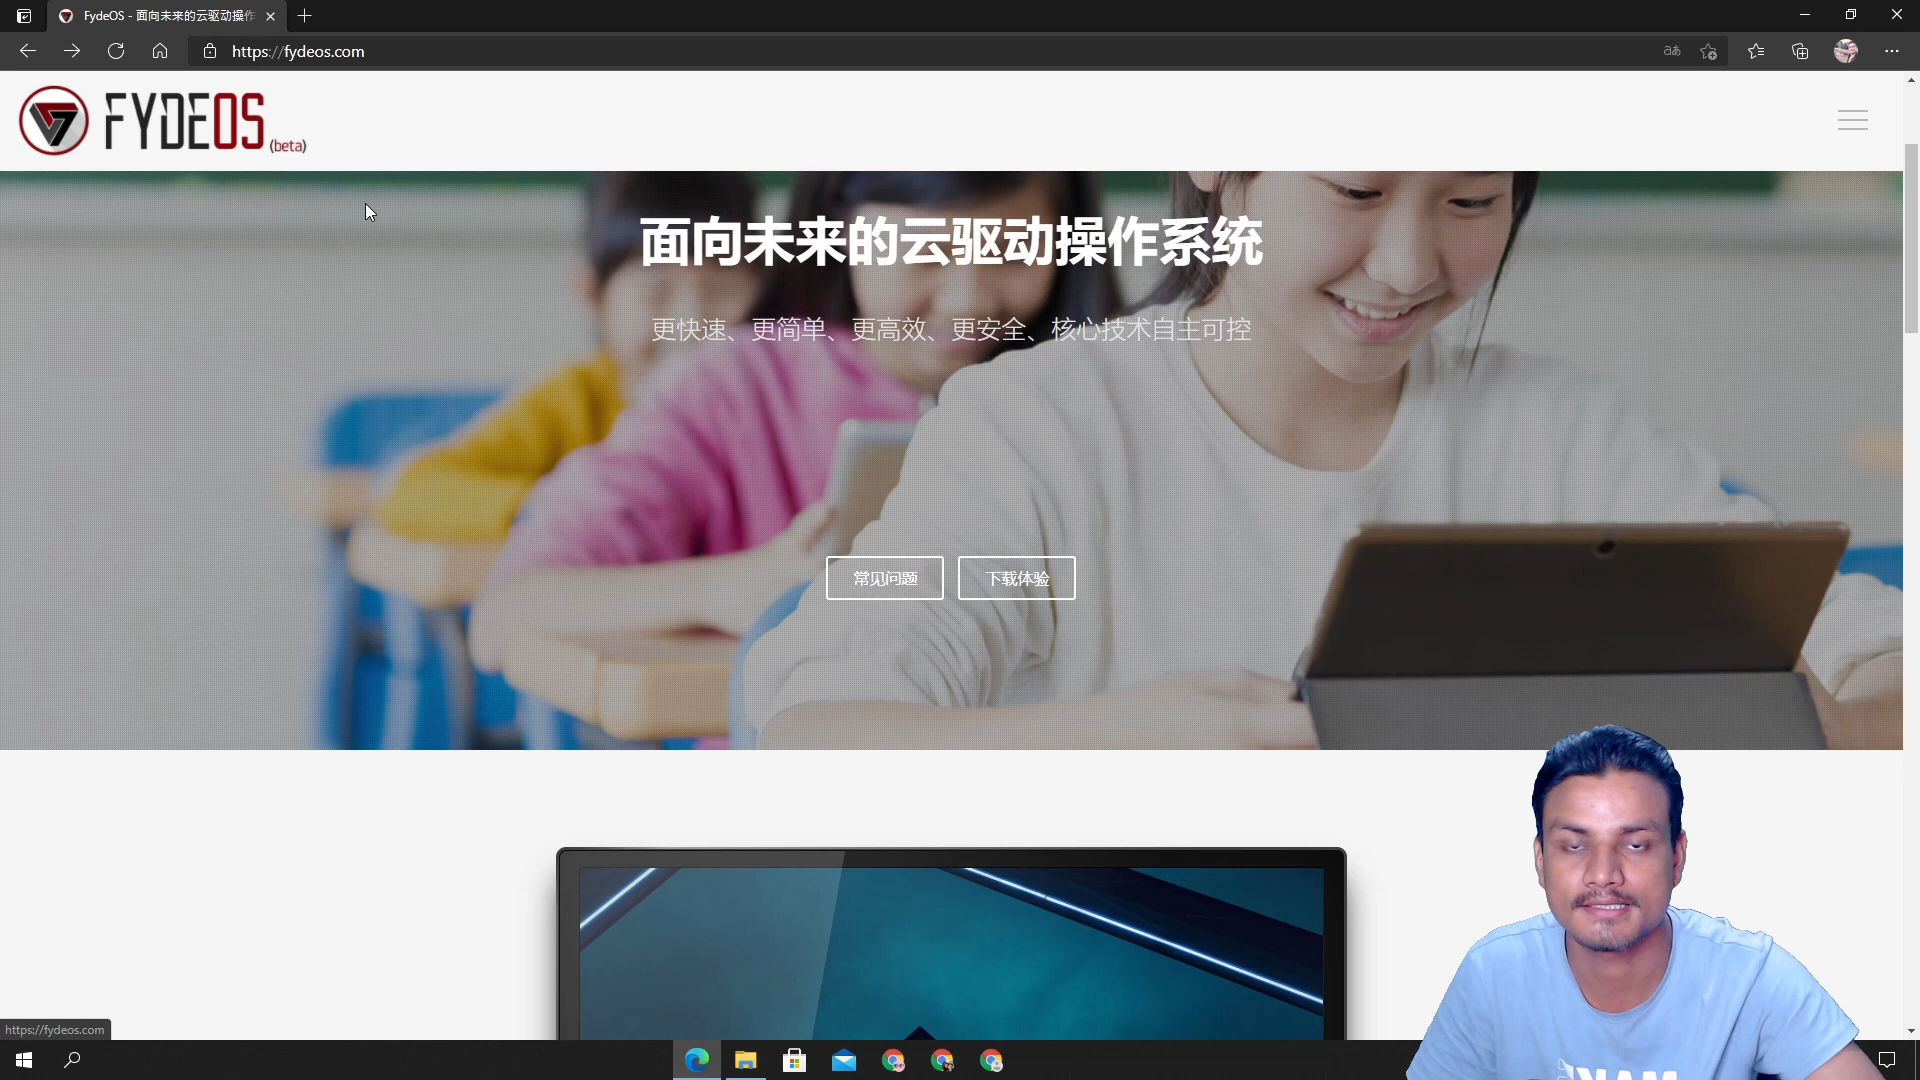 FydeOS - 面向未来的云驱动操作
https://fydeos.com
aあ
FYDEOS (beta)
面向未来的云驱动操作系统
更快速、更简单、更高效、更安全、核心技术自主可控
常见问题
下载体验
https://fydeos.com